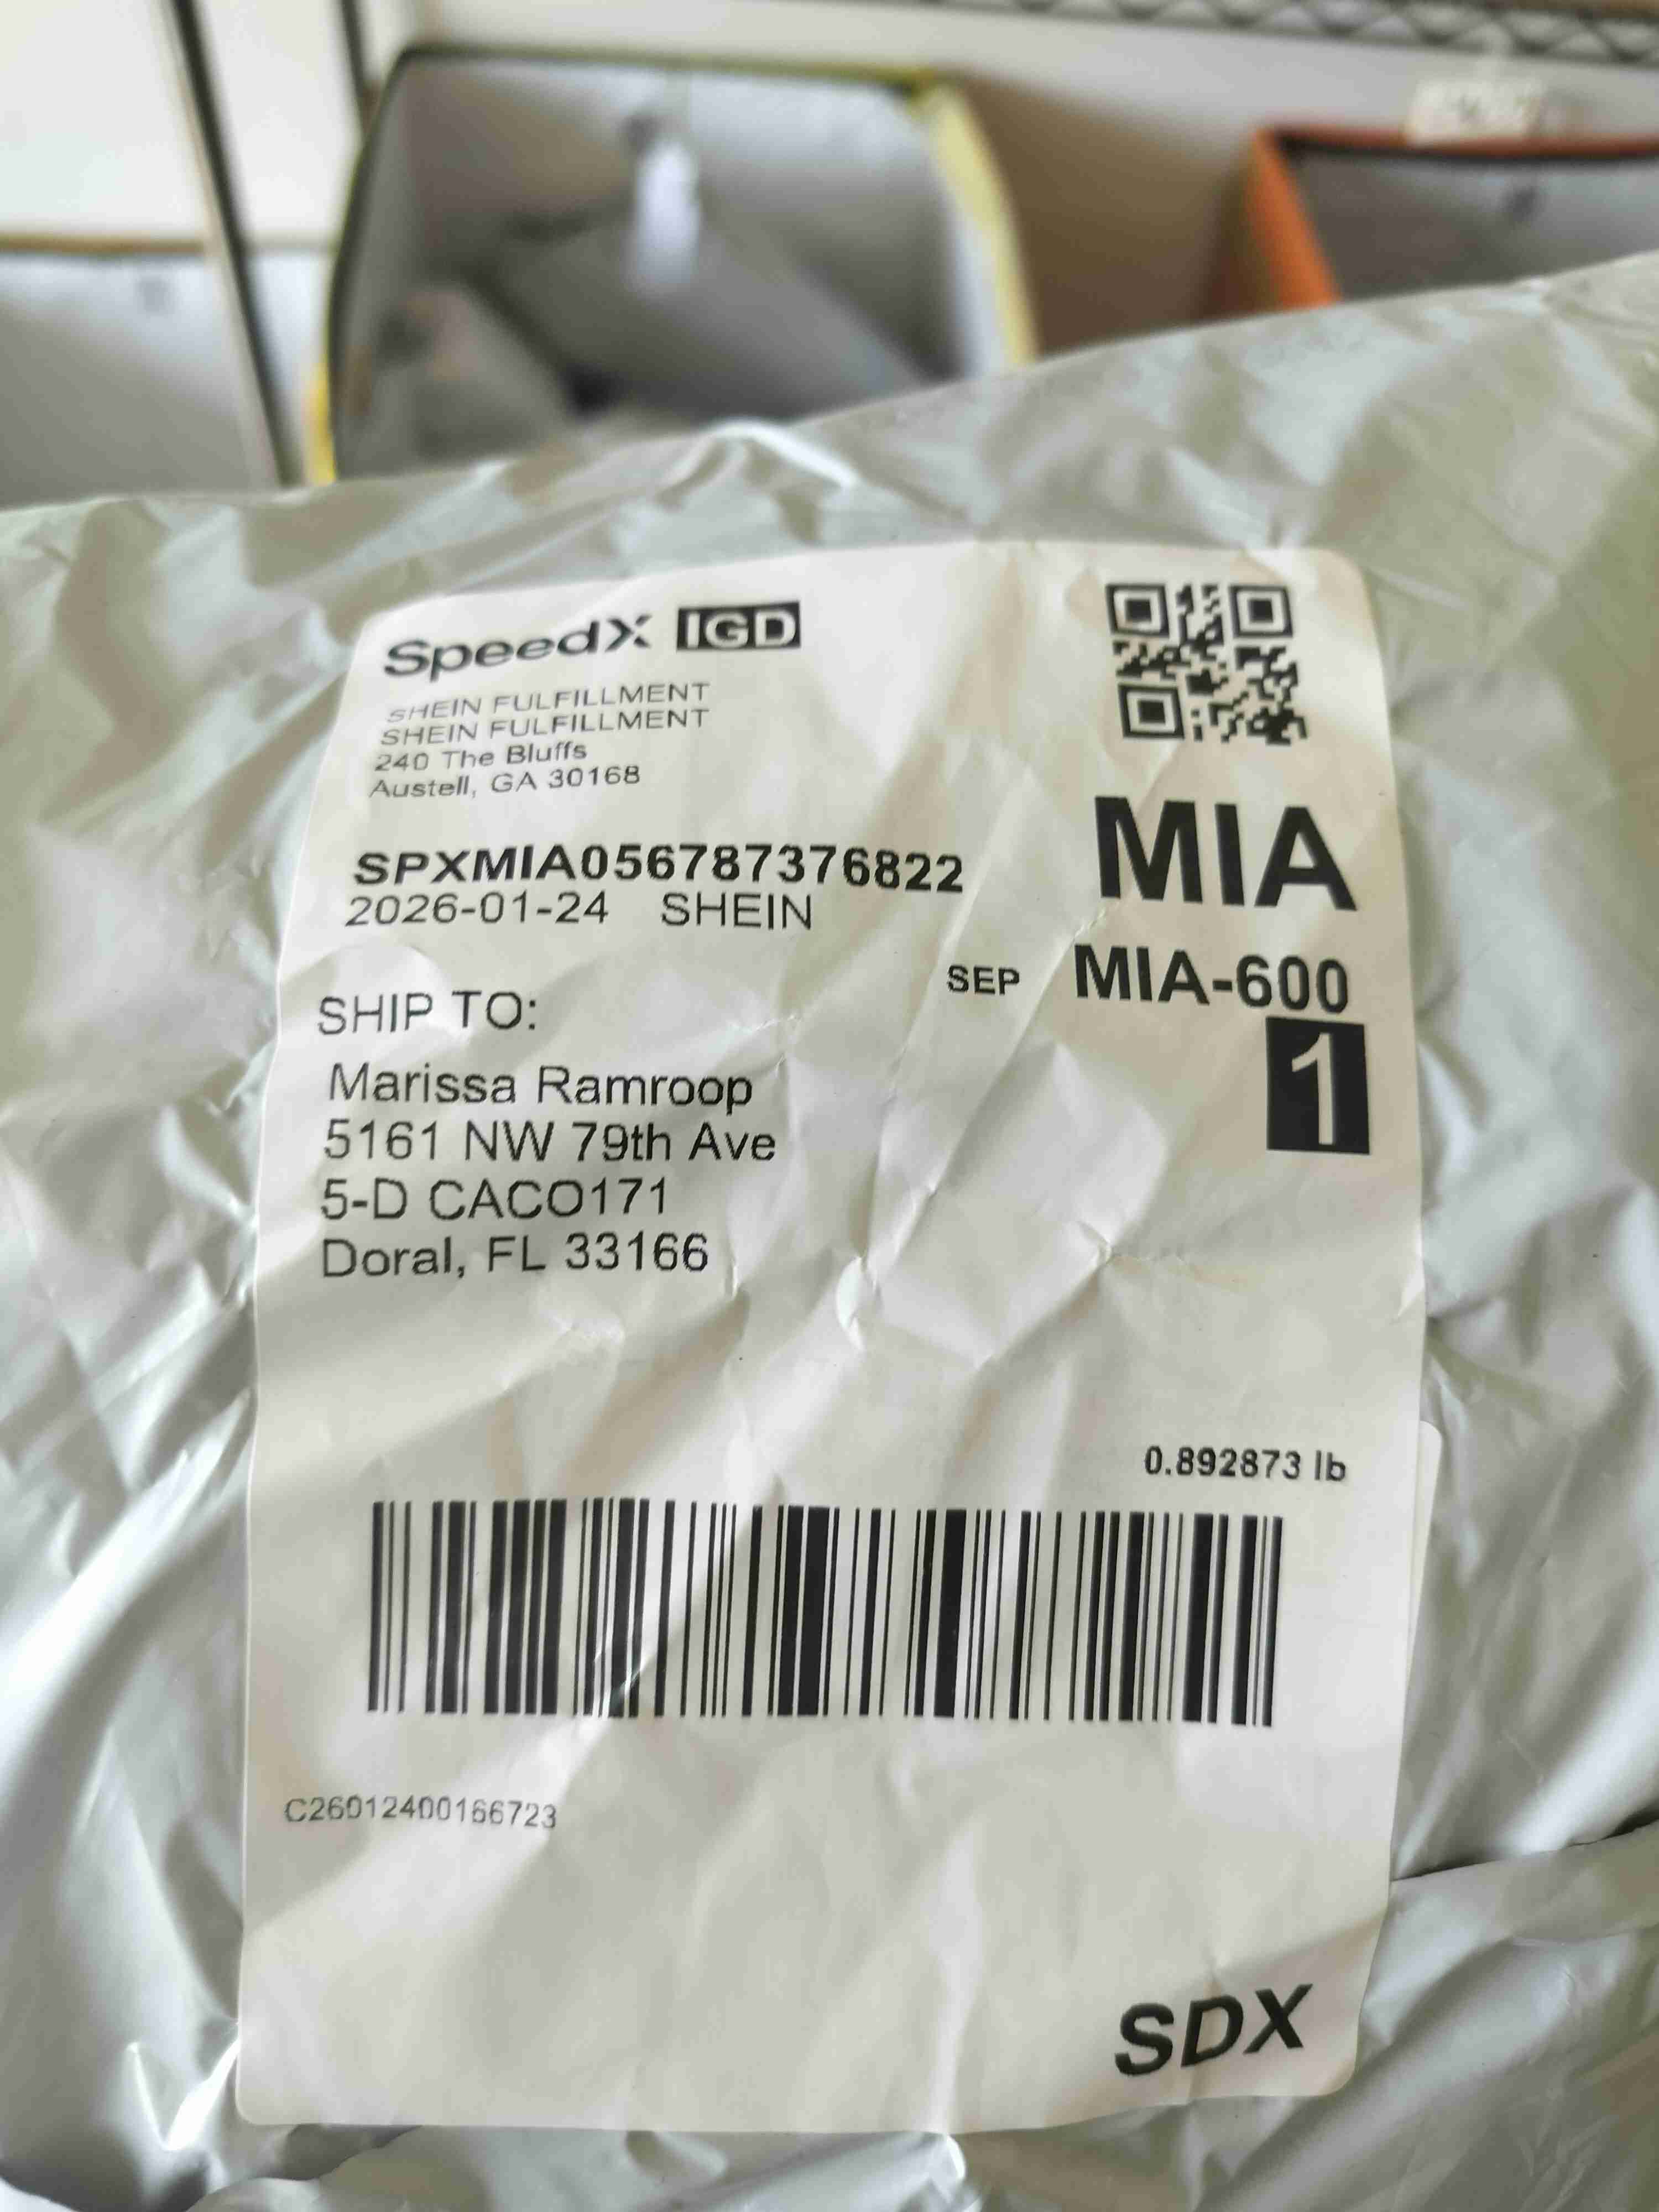 SpeedX IGD
SHEIN FULFILLMENT
SHEIN FULFILLMENT
240 The Bluffs
Austell, GA 30168
SPXMIA056787376822
2026-01-24 SHEIN
MIA
SEP MIA-600
1
SHIP TO:
Marissa Ramroop
5161 NW 79th Ave
5-D CACO171
Doral, FL 33166
0.892873 lb
C26012400166723
SDX